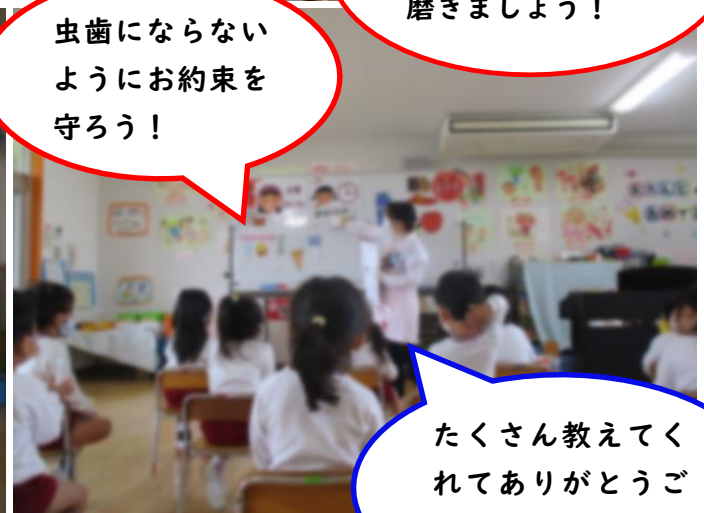 磨きましょう！
虫歯にならない
ようにお約束を
守ろう！
たくさん教えてく
れてありがとうご